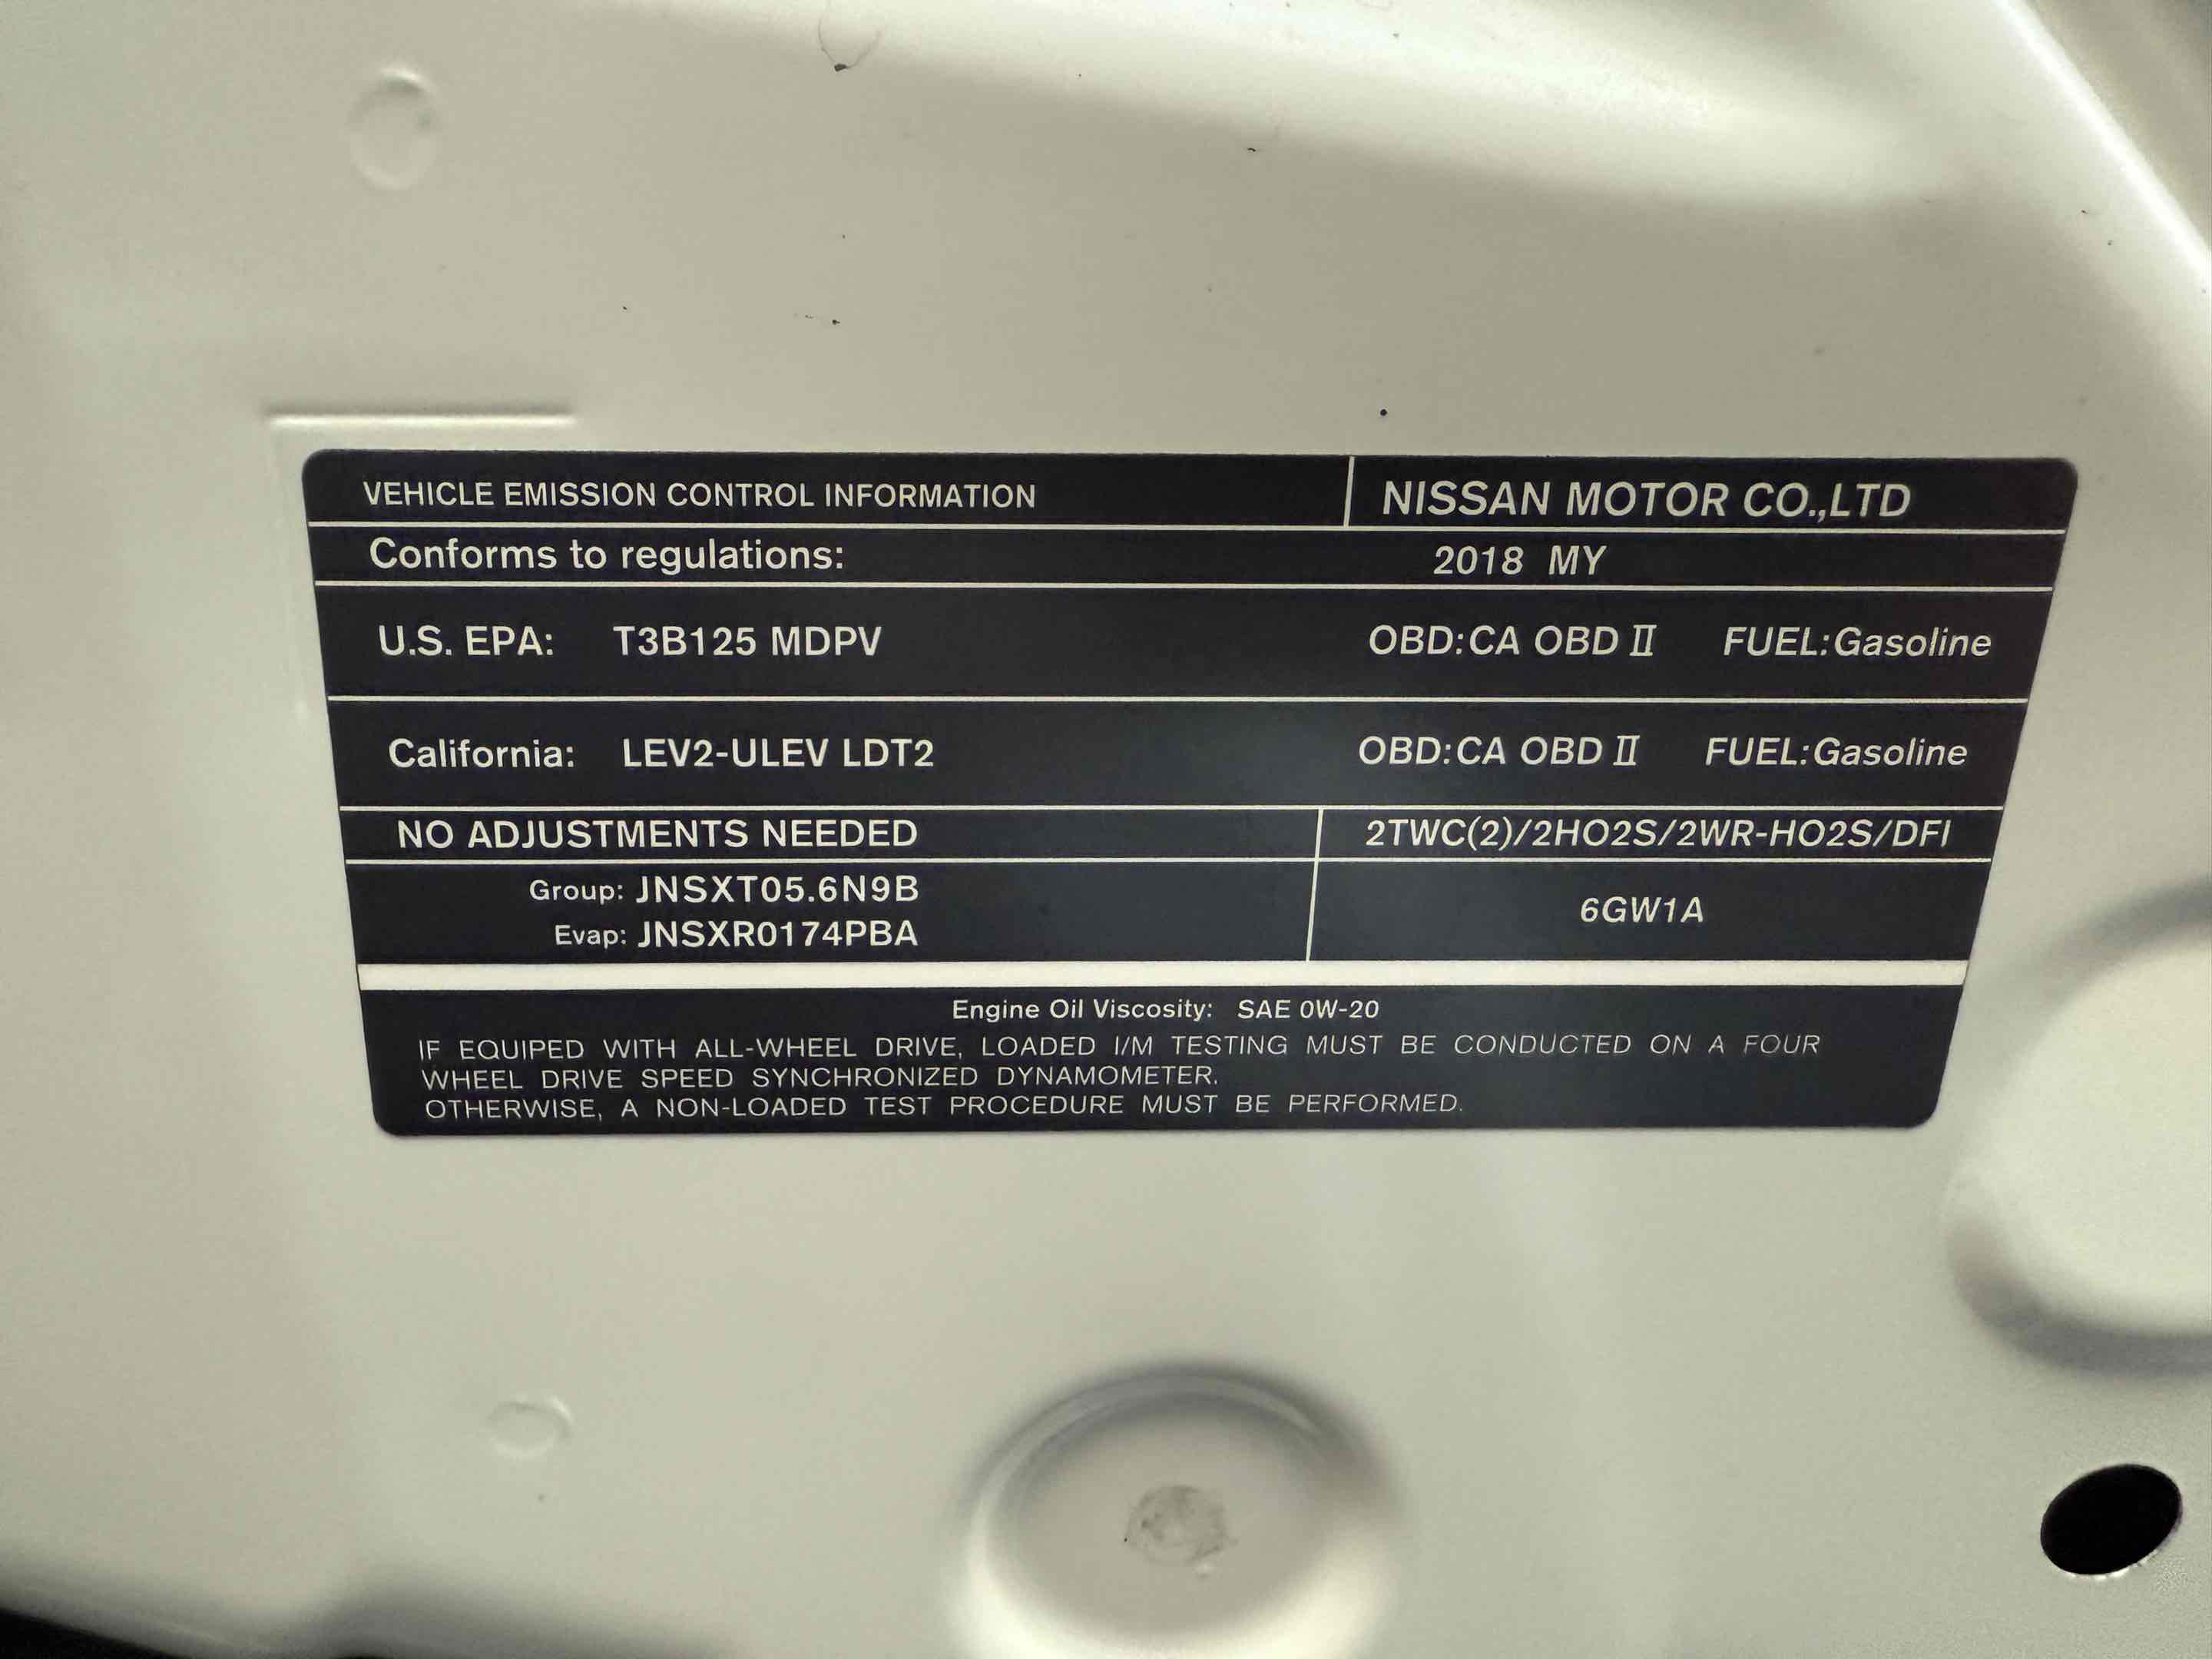 VEHICLE EMISSION CONTROL INFORMATION NISSAN MOTOR CO.,LTD
Conforms to regulations: 2018 MY
U.S. EPA: T3B125 MDPV OBD:CA OBD II FUEL:Gasoline
California: LEV2-ULEV LDT2 OBD:CA OBD II FUEL:Gasoline
NO ADJUSTMENTS NEEDED 2TWC(2)/2HO2S/2WR-HO2S/DFI
Group: JNSXT05.6N9B
Evap: JNSXR0174PBA
6GW1A
Engine Oil Viscosity: SAE 0W-20
IF EQUIPED WITH ALL-WHEEL DRIVE, LOADED I/M TESTING MUST BE CONDUCTED ON A FOUR
WHEEL DRIVE SPEED SYNCHRONIZED DYNAMOMETER.
OTHERWISE, A NON-LOADED TEST PROCEDURE MUST BE PERFORMED.